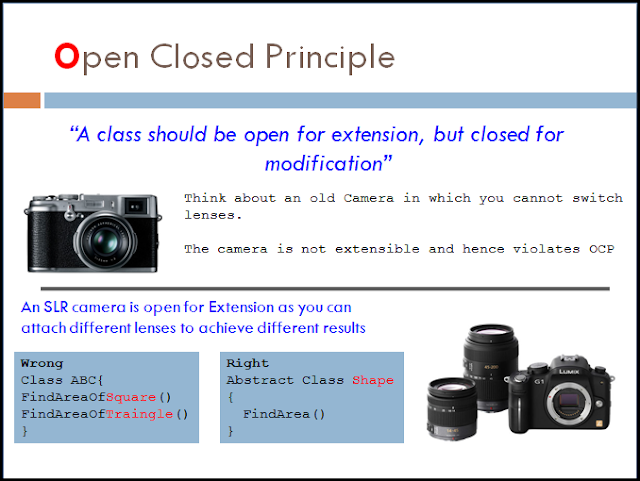 Open Closed Principle
“A class should be open for extension, but closed for
modification”
Think about an old Camera in which you cannot switch
lenses.
The camera is not extensible and hence violates OCP
An SLR camera is open for Extension as you can
attach different lenses to achieve different results
Wrong
Class ABC{
FindAreaOfSquare()
FindAreaOfTraingle()
}
Right
Abstract Class Shape
{
FindArea()
}
LUMIX
G1